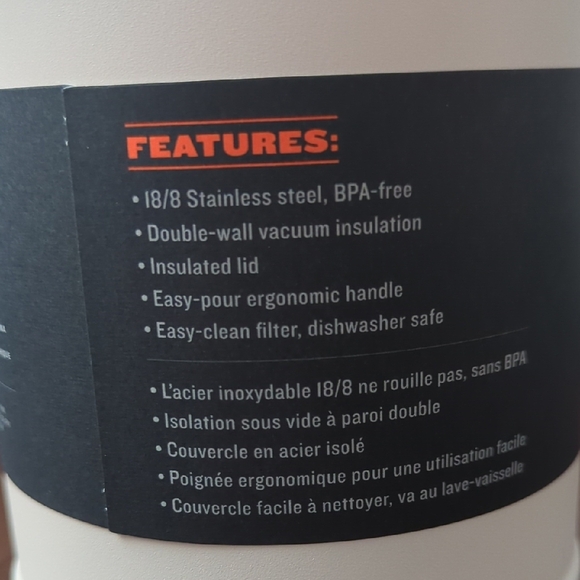 FEATURES:
• 18/8 Stainless steel, BPA-free
• Double-wall vacuum insulation
• Insulated lid
• Easy-pour ergonomic handle
• Easy-clean filter, dishwasher safe
• L'acier inoxydable 18/8 ne rouille pas, sans BPA
• Isolation sous vide à paroi double
• Couvercle en acier isolé
• Poignée ergonomique pour une utilisation facile
• Couvercle facile à nettoyer, va au lave-vaisselle